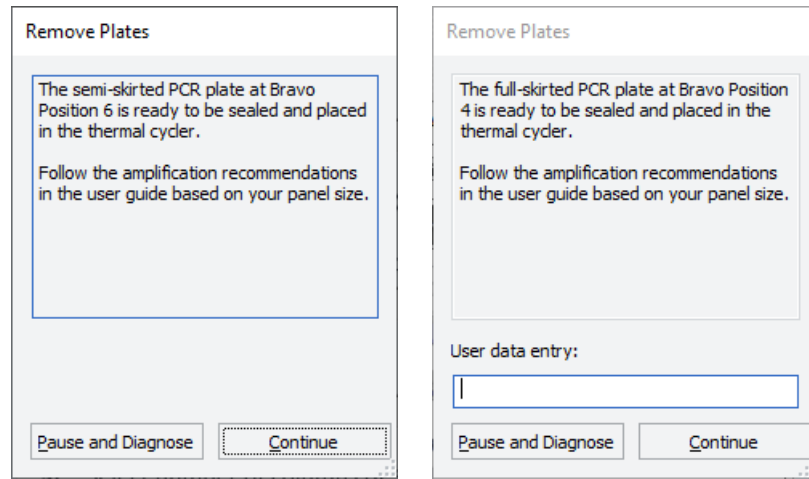 Remove Plates
The semi-skirted PCR plate at Bravo
Position 6 is ready to be sealed and placed
in the thermal cycler.
Follow the amplification recommendations
in the user guide based on your panel size.
Pause and Diagnose
Continue
Remove Plates
The full-skirted PCR plate at Bravo Position
4 is ready to be sealed and placed in the
thermal cycler.
Follow the amplification recommendations
in the user guide based on your panel size.
User data entry:
Pause and Diagnose
Continue